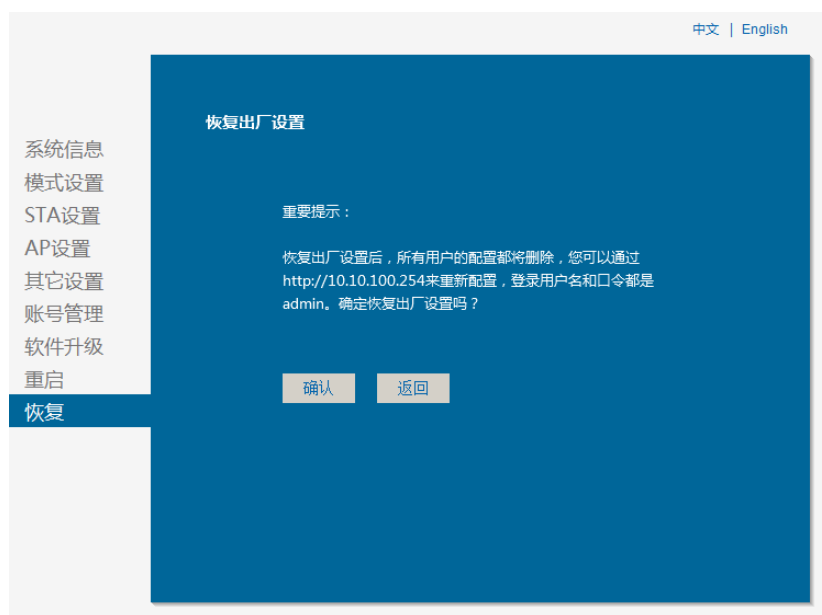 中文 | English
恢复出厂设置
系统信息
模式设置
STA设置
AP设置
其它设置
账号管理
软件升级
重启
恢复
重要提示：
恢复出厂设置后，所有用户的配置都将删除，您可以通过
http://10.10.100.254来重新配置，登录用户名和口令都是
admin。确定恢复出厂设置吗？
确认 返回